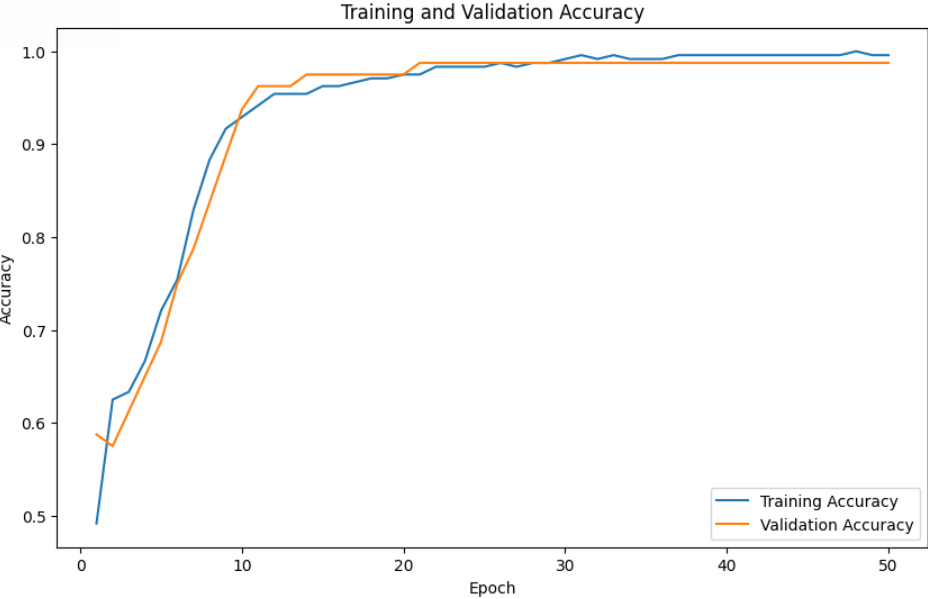 Training and Validation Accuracy
1.0
0.9
0.8
0.7
0.6
0.5
Accuracy
0
10
20
30
40
50
Epoch
Training Accuracy
Validation Accuracy